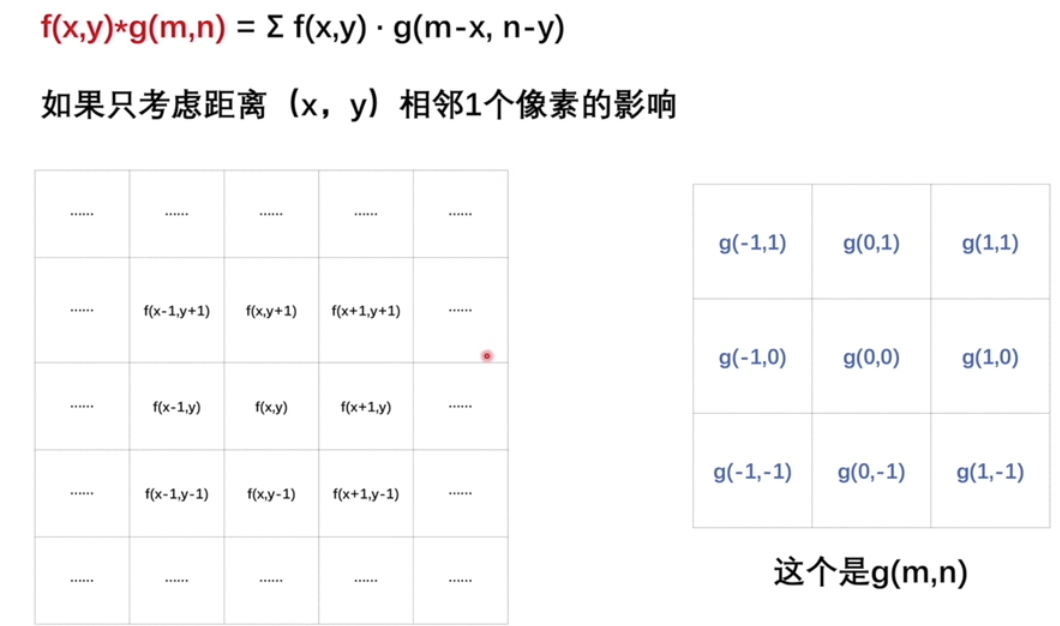 f(x,y)*g(m,n) = Σ f(x,y) · g(m-x, n-y)
如果只考虑距离（x，y）相邻1个像素的影响
...... ...... ...... ...... ......
...... f(x-1,y+1) f(x,y+1) f(x+1,y+1) ......
...... f(x-1,y) f(x,y) f(x+1,y) ......
...... f(x-1,y-1) f(x,y-1) f(x+1,y-1) ......
...... ...... ...... ...... ......
g(-1,1) g(0,1) g(1,1)
g(-1,0) g(0,0) g(1,0)
g(-1,-1) g(0,-1) g(1,-1)
这个是g(m,n)